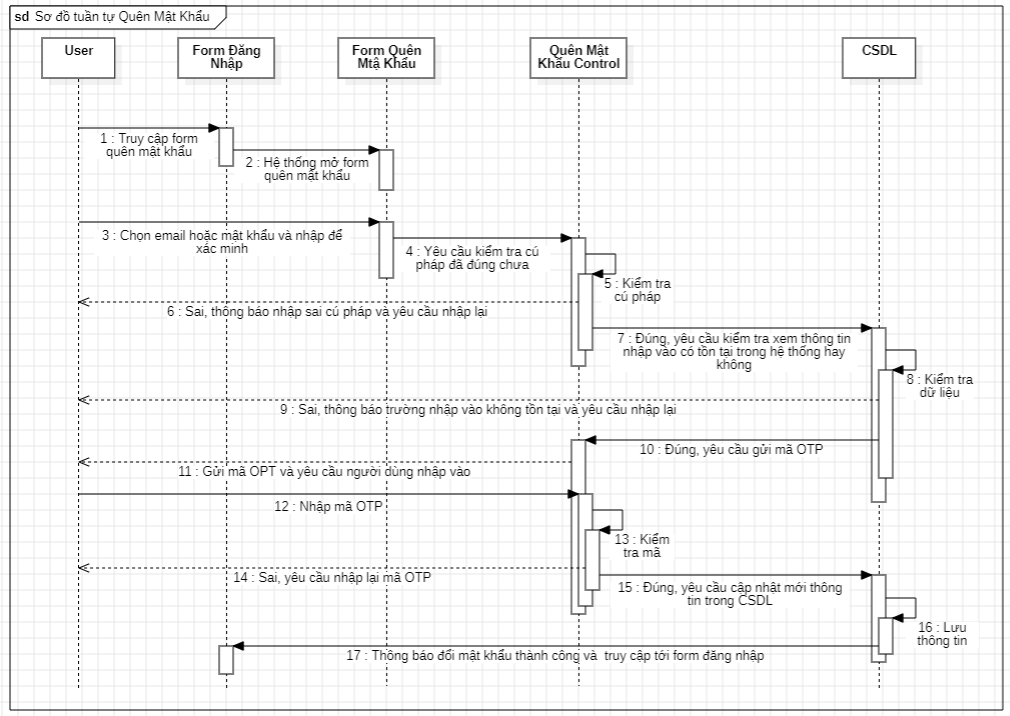 sd Sơ đồ tuần tự Quên Mật Khẩu
User
Form Đăng
Nhập
Form Quên
Mtậ Khẩu
Quên Mật
Khẩu Control
CSDL
1 : Truy cập form
quên mật khẩu
2 : Hệ thống mở form
quên mật khẩu
3 : Chọn email hoặc mật khẩu và nhập để
xác minh
4 : Yêu cầu kiểm tra cú
pháp đã đúng chưa
5 : Kiểm tra
cú pháp
6 : Sai, thông báo nhập sai cú pháp và yêu cầu nhập lại
7 : Đúng, yêu cầu kiểm tra xem thông tin
nhập vào có tồn tại trong hệ thống hay
không
8 : Kiểm tra
dữ liệu
9 : Sai, thông báo trường nhập vào không tồn tại và yêu cầu nhập lại
10 : Đúng, yêu cầu gửi mã OTP
11 : Gửi mã OPT và yêu cầu người dùng nhập vào
12 : Nhập mã OTP
13 : Kiểm
tra mã
14 : Sai, yêu cầu nhập lại mã OTP
15 : Đúng, yêu cầu cập nhật mới thông
tin trong CSDL
16 : Lưu
thông tin
17 : Thông báo đổi mật khẩu thành công và  truy cập tới form đăng nhập